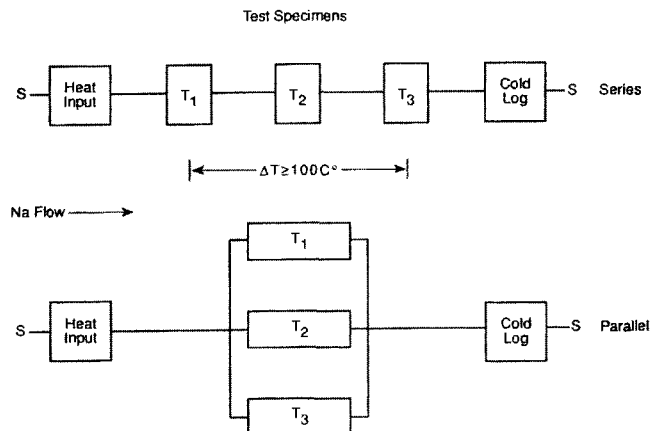 Test Specimens
S Heat Input T1 T2 T3 Cold Log S Series
ΔT≥100C°
Na Flow
T1
S Heat Input T2 Cold Log S Parallel
T3